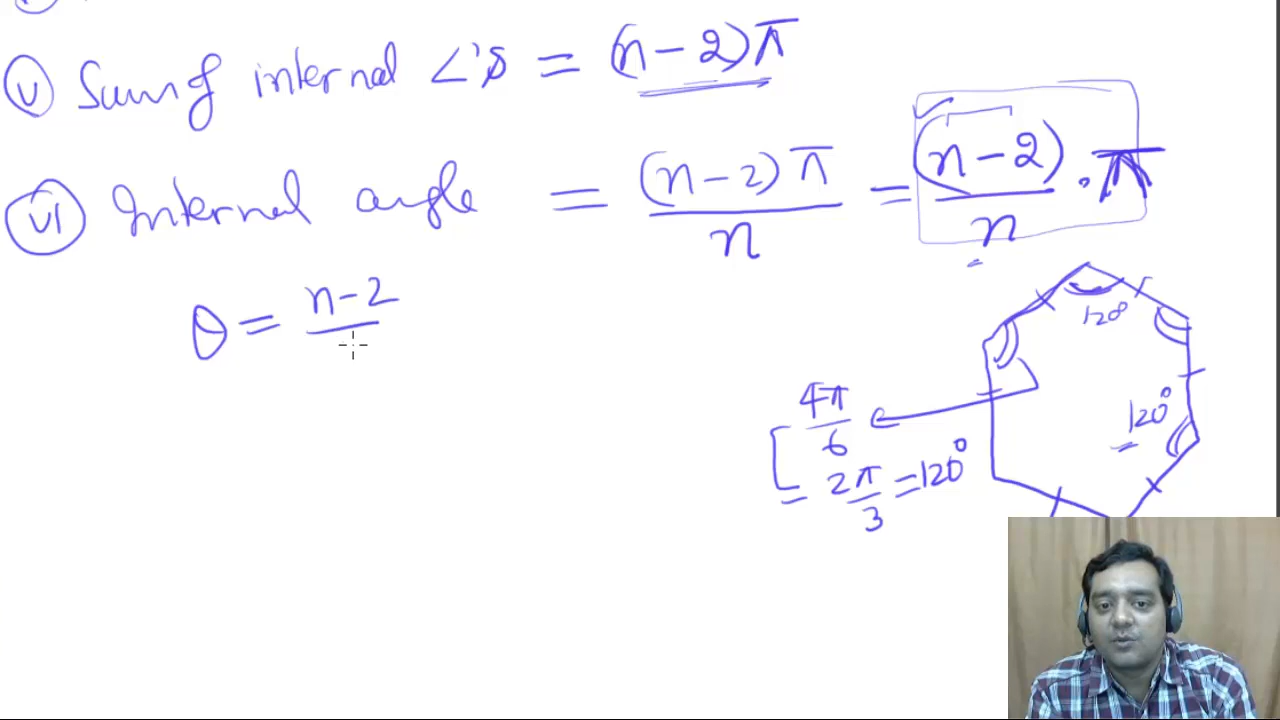 (v) Sum of internal ∠'s = (n-2)π
(vi) Internal angle = (n-2)π/n = (n-2)/n . π
θ = n-2
120°
120°
4π/6
= 2π/3 = 120°